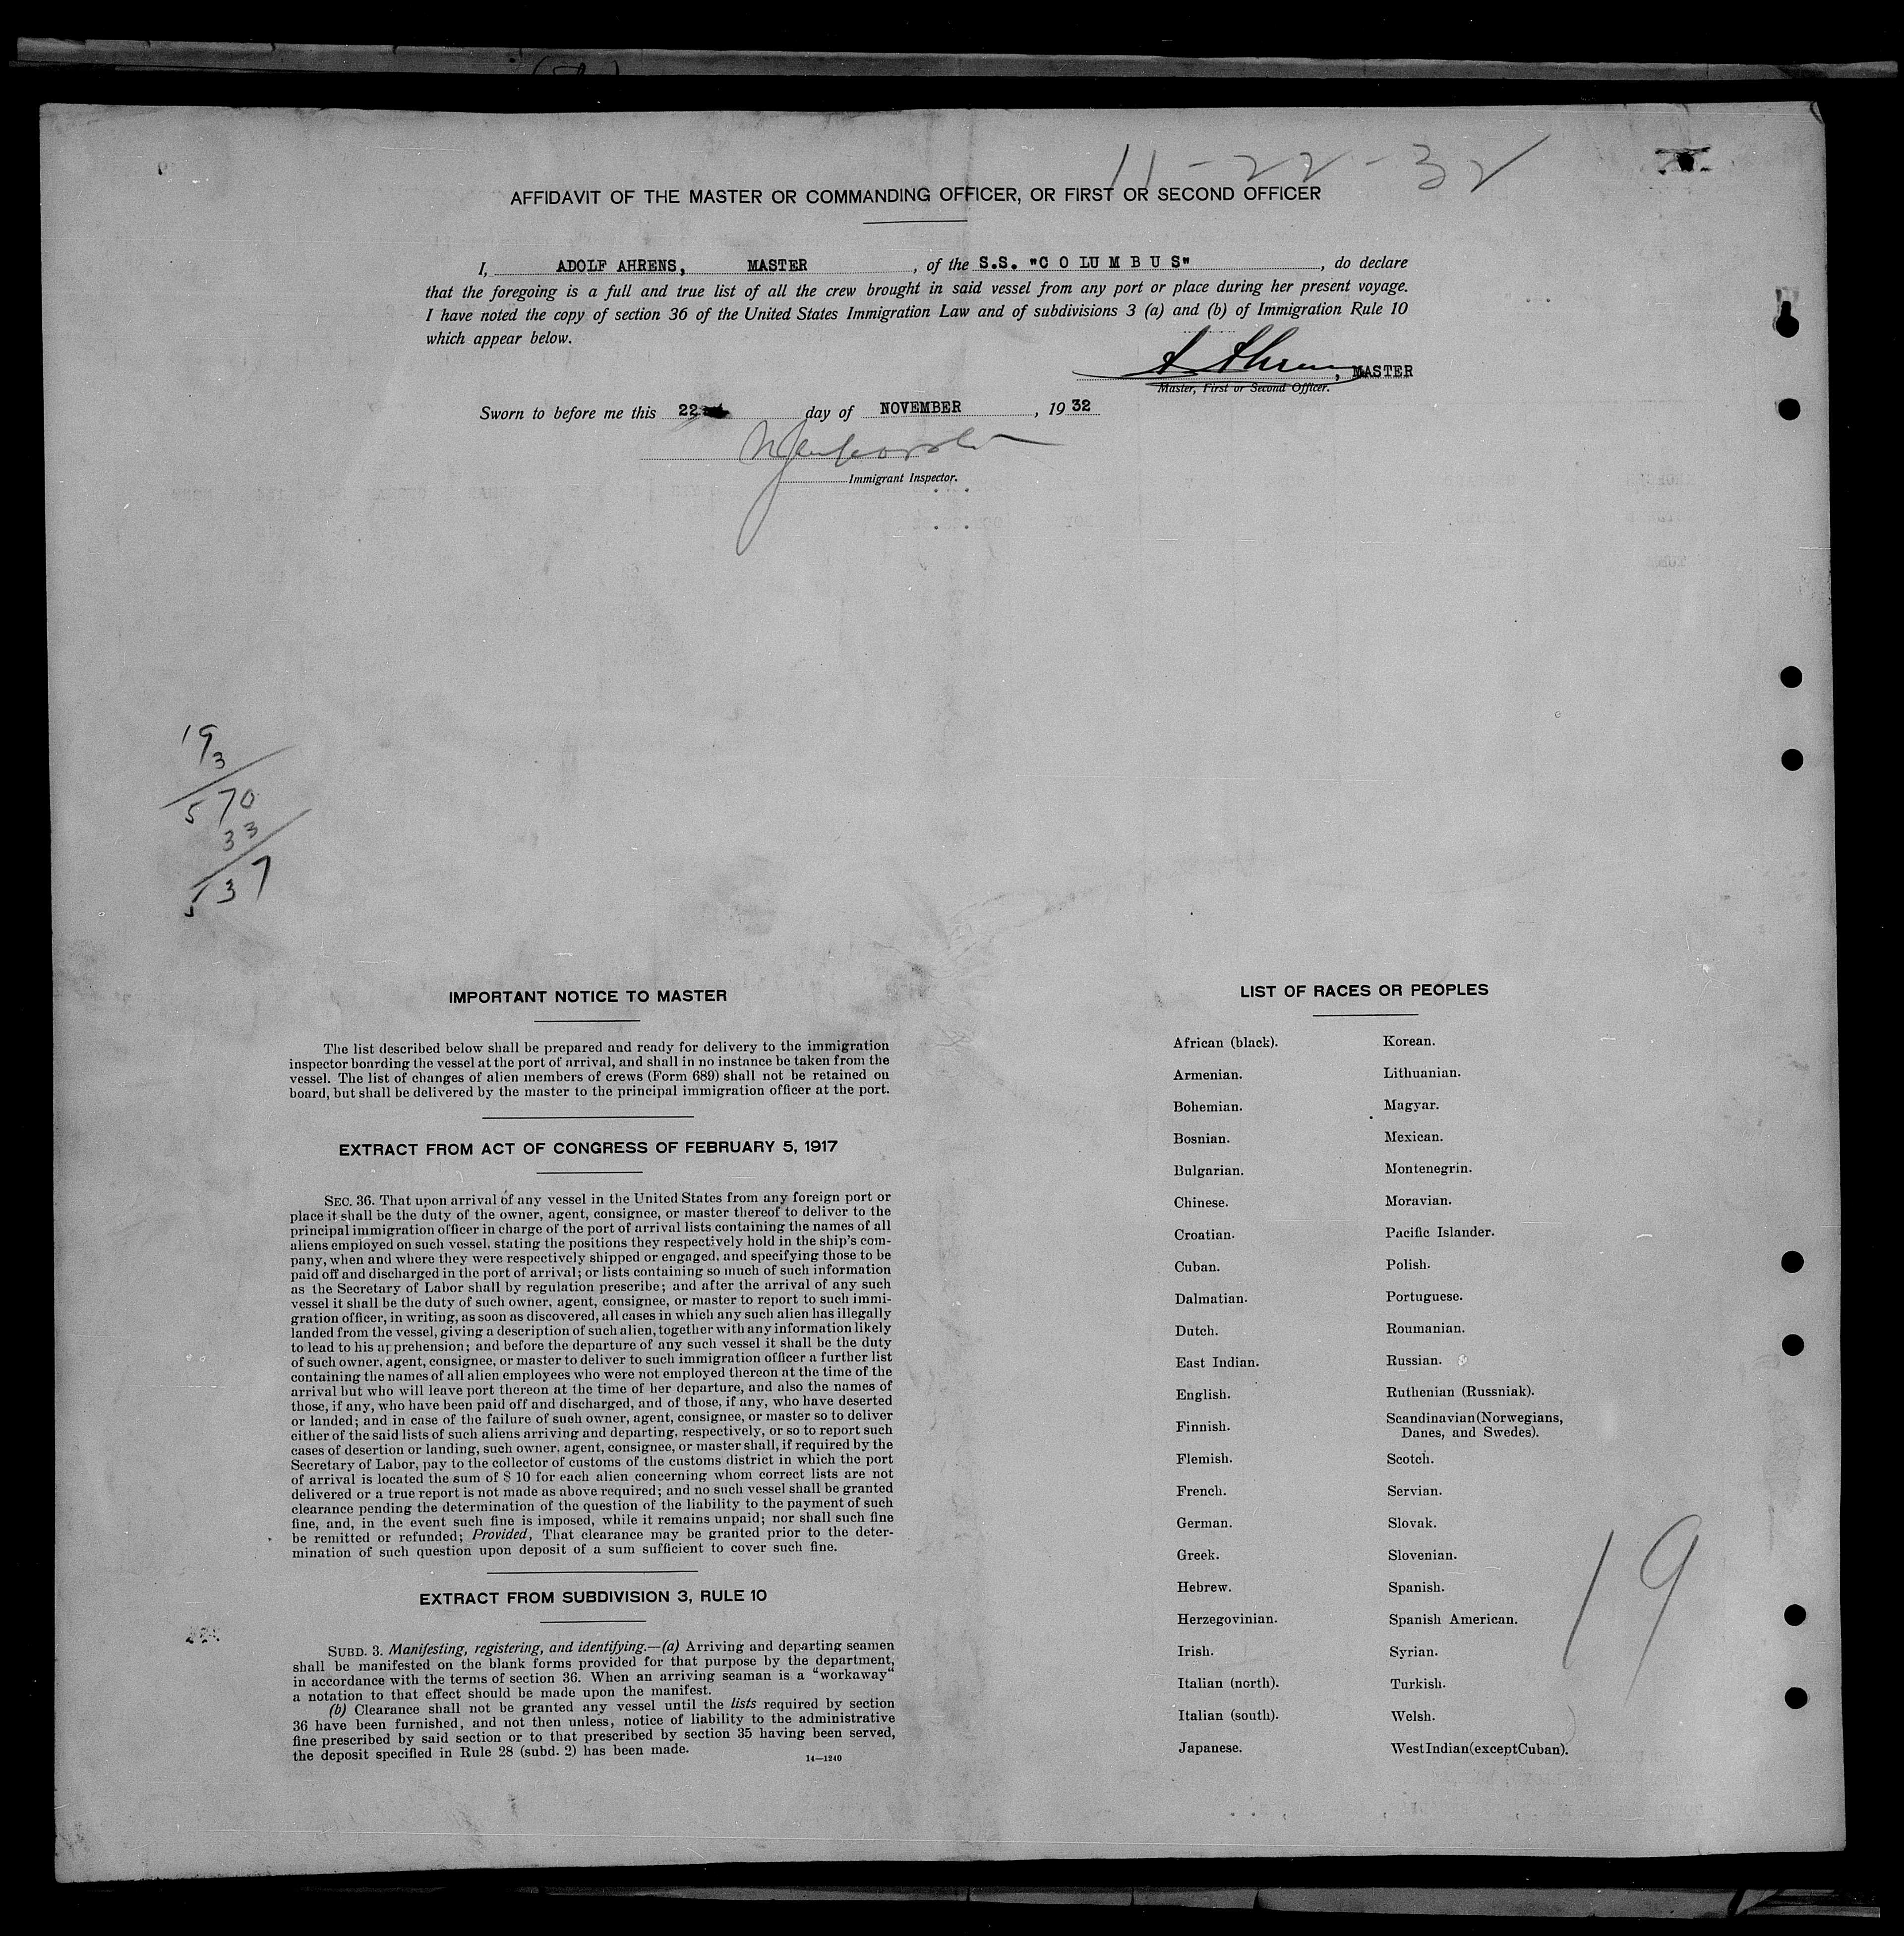 11-22-32
AFFIDAVIT OF THE MASTER OR COMMANDING OFFICER, OR FIRST OR SECOND OFFICER
I, ADOLF AHRENS, MASTER, of the S.S. "C O LU M B U S", do declare
that the foregoing is a full and true list of all the crew brought in said vessel from any port or place during her present voyage.
I have noted the copy of section 36 of the United States Immigration Law and of subdivisions 3 (a) and (b) of Immigration Rule 10
which appear below.
A Ahrens, MASTER
Master, First or Second Officer.
Sworn to before me this 22 day of NOVEMBER, 19 32
Immigrant Inspector.
19
3
570
33
537
IMPORTANT NOTICE TO MASTER
The list described below shall be prepared and ready for delivery to the immigration
inspector boarding the vessel at the port of arrival, and shall in no instance be taken from the
vessel. The list of changes of alien members of crews (Form 689) shall not be retained on
board, but shall be delivered by the master to the principal immigration officer at the port.
EXTRACT FROM ACT OF CONGRESS OF FEBRUARY 5, 1917
SEC. 36. That upon arrival of any vessel in the United States from any foreign port or
place it shall be the duty of the owner, agent, consignee, or master thereof to deliver to the
principal immigration officer in charge of the port of arrival lists containing the names of all
aliens employed on such vessel, stating the positions they respectively hold in the ship's com-
pany, when and where they were respectively shipped or engaged, and specifying those to be
paid off and discharged in the port of arrival; or lists containing so much of such information
as the Secretary of Labor shall by regulation prescribe; and after the arrival of any such
vessel it shall be the duty of such owner, agent, consignee, or master to report to such immi-
gration officer, in writing, as soon as discovered, all cases in which any such alien has illegally
landed from the vessel, giving a description of such alien, together with any information likely
to lead to his apprehension; and before the departure of any such vessel it shall be the duty
of such owner, agent, consignee, or master to deliver to such immigration officer a further list
containing the names of all alien employees who were not employed thereon at the time of the
arrival but who will leave port thereon at the time of her departure, and also the names of
those, if any, who have been paid off and discharged, and of those, if any, who have deserted
or landed; and in case of the failure of such owner, agent, consignee, or master so to deliver
either of the said lists of such aliens arriving and departing, respectively, or so to report such
cases of desertion or landing, such owner, agent, consignee, or master shall, if required by the
Secretary of Labor, pay to the collector of customs of the customs district in which the port
of arrival is located the sum of $ 10 for each alien concerning whom correct lists are not
delivered or a true report is not made as above required; and no such vessel shall be granted
clearance pending the determination of the question of the liability to the payment of such
fine, and, in the event such fine is imposed, while it remains unpaid; nor shall such fine
be remitted or refunded; Provided, That clearance may be granted prior to the deter-
mination of such question upon deposit of a sum sufficient to cover such fine.
EXTRACT FROM SUBDIVISION 3, RULE 10
SUBD. 3. Manifesting, registering, and identifying.—(a) Arriving and departing seamen
shall be manifested on the blank forms provided for that purpose by the department,
in accordance with the terms of section 36. When an arriving seaman is a “workaway“
a notation to that effect should be made upon the manifest.
(b) Clearance shall not be granted any vessel until the lists required by section
36 have been furnished, and not then unless, notice of liability to the administrative
fine prescribed by said section or to that prescribed by section 35 having been served,
the deposit specified in Rule 28 (subd. 2) has been made.
14—1240
LIST OF RACES OR PEOPLES
African (black).
Armenian.
Bohemian.
Bosnian.
Bulgarian.
Chinese.
Croatian.
Cuban.
Dalmatian.
Dutch.
East Indian.
English.
Finnish.
Flemish.
French.
German.
Greek.
Hebrew.
Herzegovinian.
Irish.
Italian (north).
Italian (south).
Japanese.
Korean.
Lithuanian.
Magyar.
Mexican.
Montenegrin.
Moravian.
Pacific Islander.
Polish.
Portuguese.
Roumanian.
Russian.
Ruthenian (Russniak).
Scandinavian(Norwegians,
Danes, and Swedes).
Scotch.
Servian.
Slovak.
Slovenian.
Spanish.
Spanish American.
Syrian.
Turkish.
Welsh.
WestIndian(exceptCuban).
19